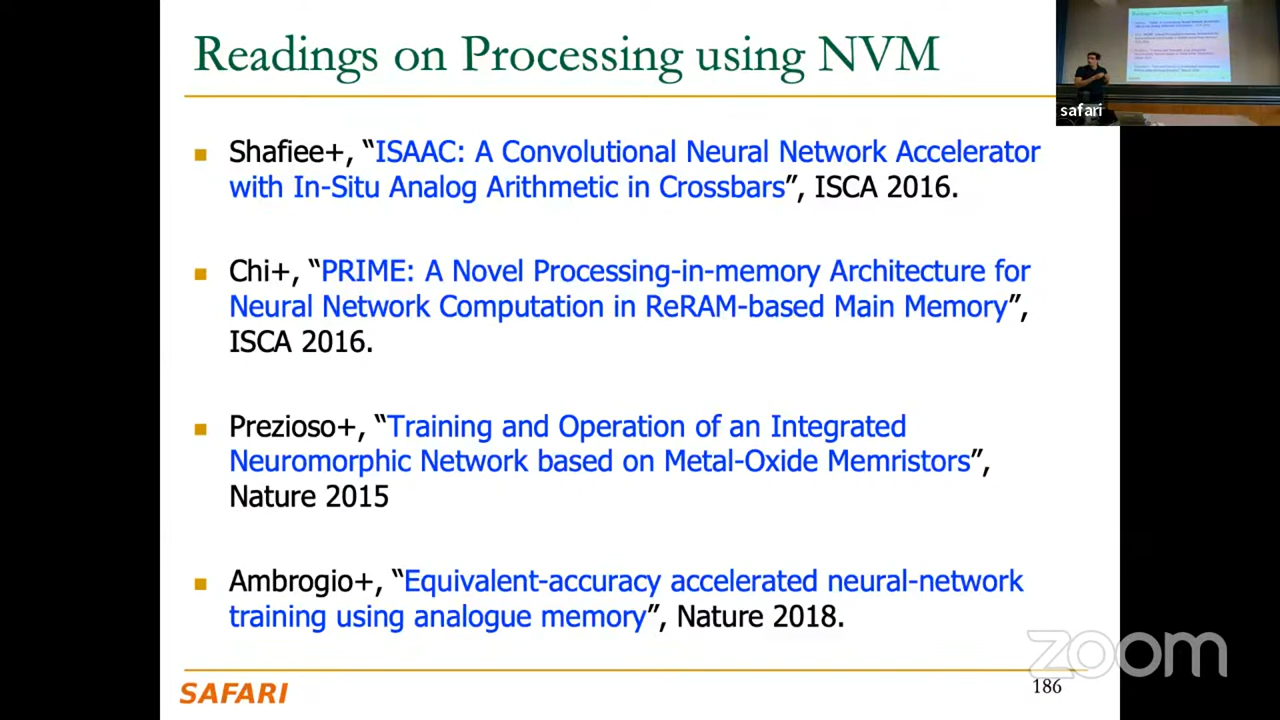 Readings on Processing using NVM
safari
Shafiee+, “ISAAC: A Convolutional Neural Network Accelerator
with In-Situ Analog Arithmetic in Crossbars”, ISCA 2016.
Chi+, “PRIME: A Novel Processing-in-memory Architecture for
Neural Network Computation in ReRAM-based Main Memory”,
ISCA 2016.
Prezioso+, “Training and Operation of an Integrated
Neuromorphic Network based on Metal-Oxide Memristors”,
Nature 2015
Ambrogio+, “Equivalent-accuracy accelerated neural-network
training using analogue memory”, Nature 2018.
zoom
SAFARI
186